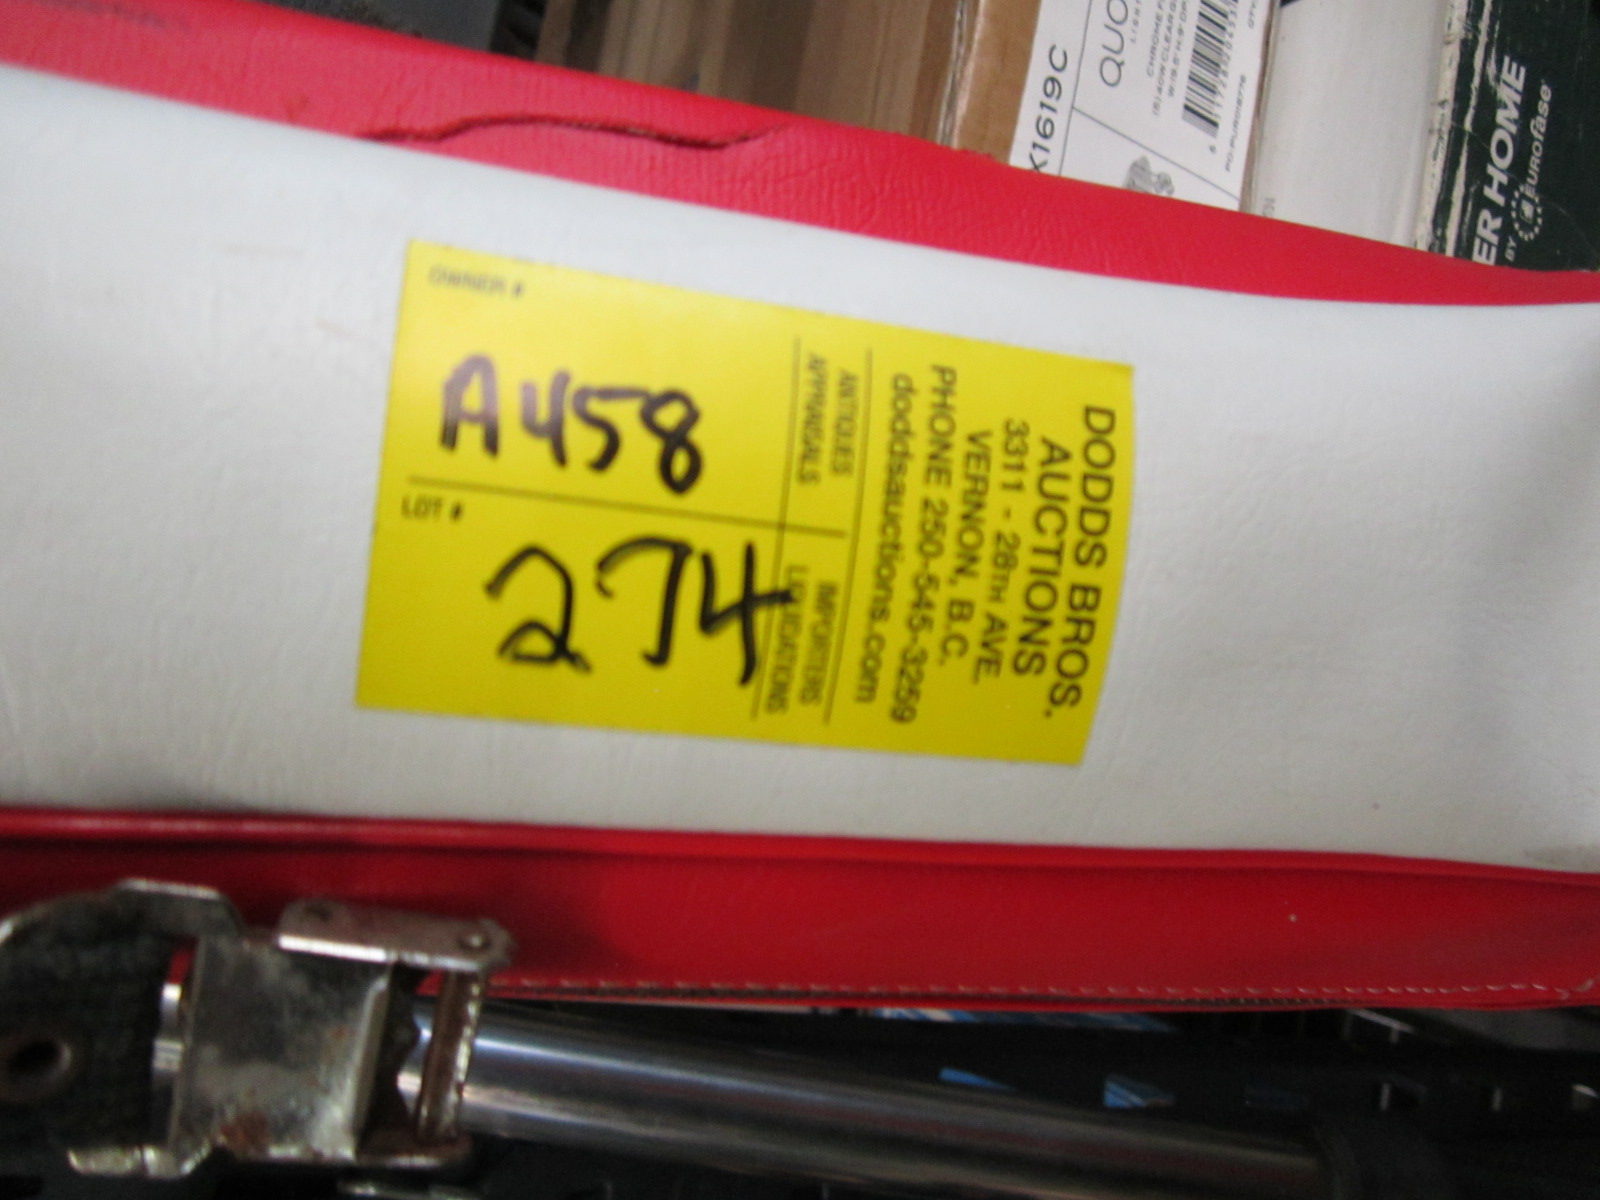 DODDS BROS.
AUCTIONS
3311 - 28TH AVE.
VERNON, B.C.
PHONE 250-545-3259
doddsauctions.com
ANTIQUES
APPRAISALS
IMPORTERS
LIQUIDATIONS
OWNER #
A458
LOT #
274
X1619C
QUO
ER HOME
BY EUROfase